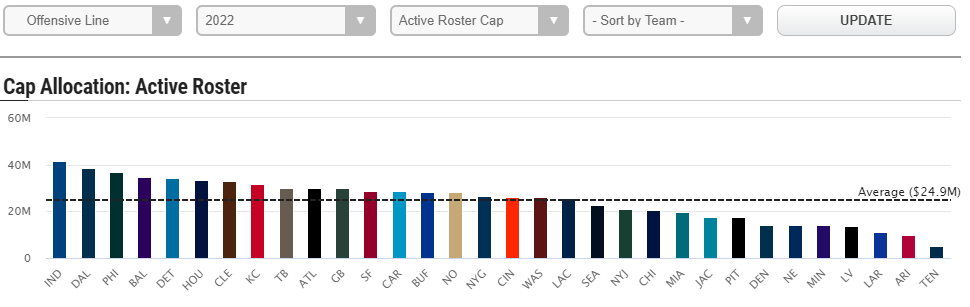 Offensive Line ▼ 2022 ▼ Active Roster Cap ▼ - Sort by Team - ▼ UPDATE
Cap Allocation: Active Roster
60M
40M
Average ($24.9M)
20M
0
IND DAL PHI BAL DET HOU CLE KC TB ATL GB SF CAR BUF NO NYG CIN WAS LAC SEA NYJ CHI MIA JAC PIT DEN NE MIN LV LAR ARI TEN